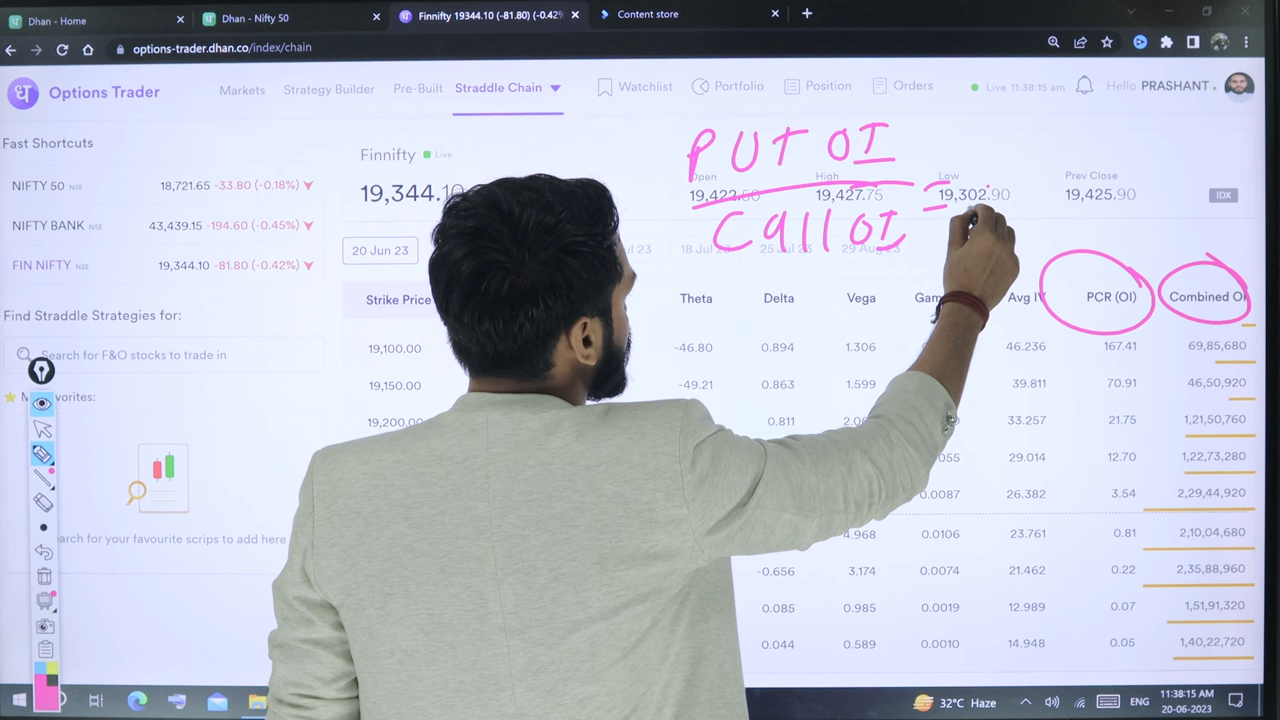 Dhan - Home
Dhan - Nifty 50
Finnifty 19344.10 (-81.80) (-0.42%
Content store
options-trader.dhan.co/index/chain
ध
Options Trader
Markets
Strategy Builder
Pre-Built
Straddle Chain
Watchlist
Portfolio
Position
Orders
Live 11:38:15 am
Hello PRASHANT
Fast Shortcuts
NIFTY 50 NSE 18,721.65 -33.80 (-0.18%)
NIFTY BANK NSE 43,439.15 -194.60 (-0.45%)
FIN NIFTY NSE 19,344.10 -81.80 (-0.42%)
Find Straddle Strategies for:
Search for F&O stocks to trade in
Favorites:
earch for your favourite scrips to add here
Finnifty Live
19,344.10
Open High Low Prev Close
19,422.50 19,427.75 19,302.90 19,425.90 IDX
PUT OI
Call OI
=
20 Jun 23 Jul 23 18 Jul 23 25 Jul 23 29 Aug 23
Strike Price Theta Delta Vega Gam Avg IV PCR (OI) Combined OI
19,100.00 -46.80 0.894 1.306 46.236 167.41 69,85,680
19,150.00 -49.21 0.863 1.599 39.811 70.91 46,50,920
19,200.00 0.811 33.257 21.75 1,21,50,760
055 29.014 12.70 1,22,73,280
0.0087 26.382 3.54 2,29,44,920
4.968 0.0106 23.761 0.81 2,10,04,680
-0.656 3.174 0.0074 21.462 0.22 2,35,88,960
0.085 0.985 0.0019 12.989 0.07 1,51,91,320
0.044 0.589 0.0010 14.948 0.05 1,40,22,720
32°C Haze
ENG
11:38:15 AM
20-06-2023